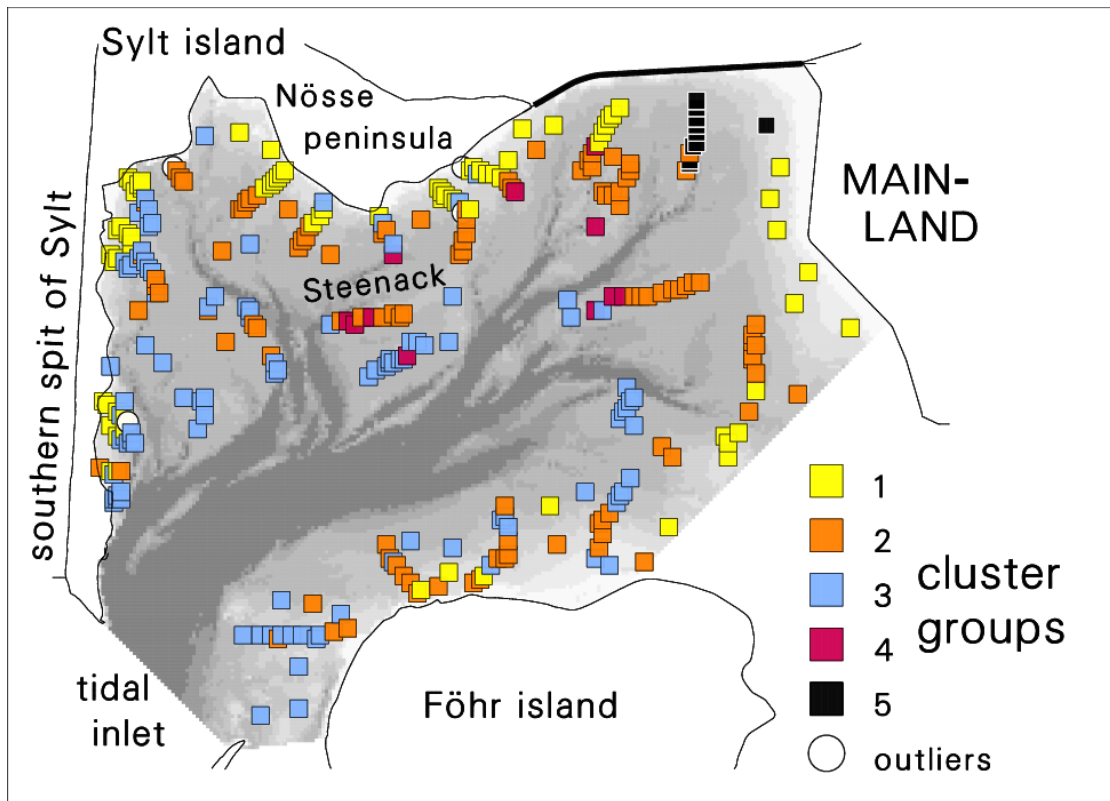 Sylt island
Nösse
peninsula
MAIN-
LAND
southern spit of Sylt
Steenack
1
2
3
4
5
cluster
groups
outliers
tidal
inlet
Föhr island